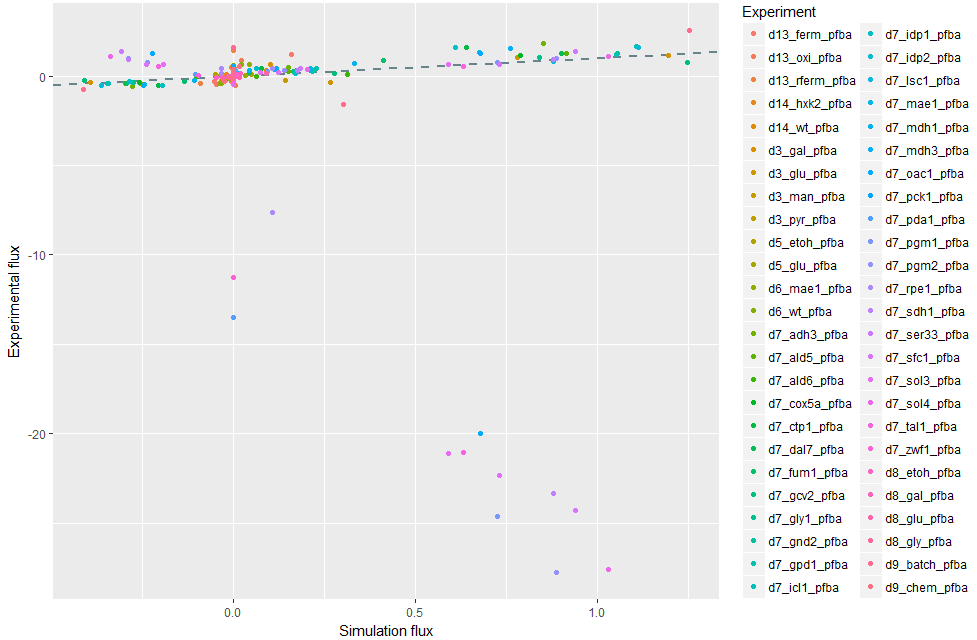 Experiment
d13_ferm_pfba
d13_oxi_pfba
d13_rferm_pfba
d14_hxk2_pfba
d14_wt_pfba
d3_gal_pfba
d3_glu_pfba
d3_man_pfba
d3_pyr_pfba
d5_etoh_pfba
d5_glu_pfba
d6_mae1_pfba
d6_wt_pfba
d7_adh3_pfba
d7_ald5_pfba
d7_ald6_pfba
d7_cox5a_pfba
d7_ctp1_pfba
d7_dal7_pfba
d7_fum1_pfba
d7_gcv2_pfba
d7_gly1_pfba
d7_gnd2_pfba
d7_gpd1_pfba
d7_icl1_pfba
d7_idp1_pfba
d7_idp2_pfba
d7_lsc1_pfba
d7_mae1_pfba
d7_mdh1_pfba
d7_mdh3_pfba
d7_oac1_pfba
d7_pck1_pfba
d7_pda1_pfba
d7_pgm1_pfba
d7_pgm2_pfba
d7_rpe1_pfba
d7_sdh1_pfba
d7_ser33_pfba
d7_sfc1_pfba
d7_sol3_pfba
d7_sol4_pfba
d7_tal1_pfba
d7_zwf1_pfba
d8_etoh_pfba
d8_gal_pfba
d8_glu_pfba
d8_gly_pfba
d9_batch_pfba
d9_chem_pfba
Experimental flux
0
-10
-20
0.0
0.5
1.0
Simulation flux